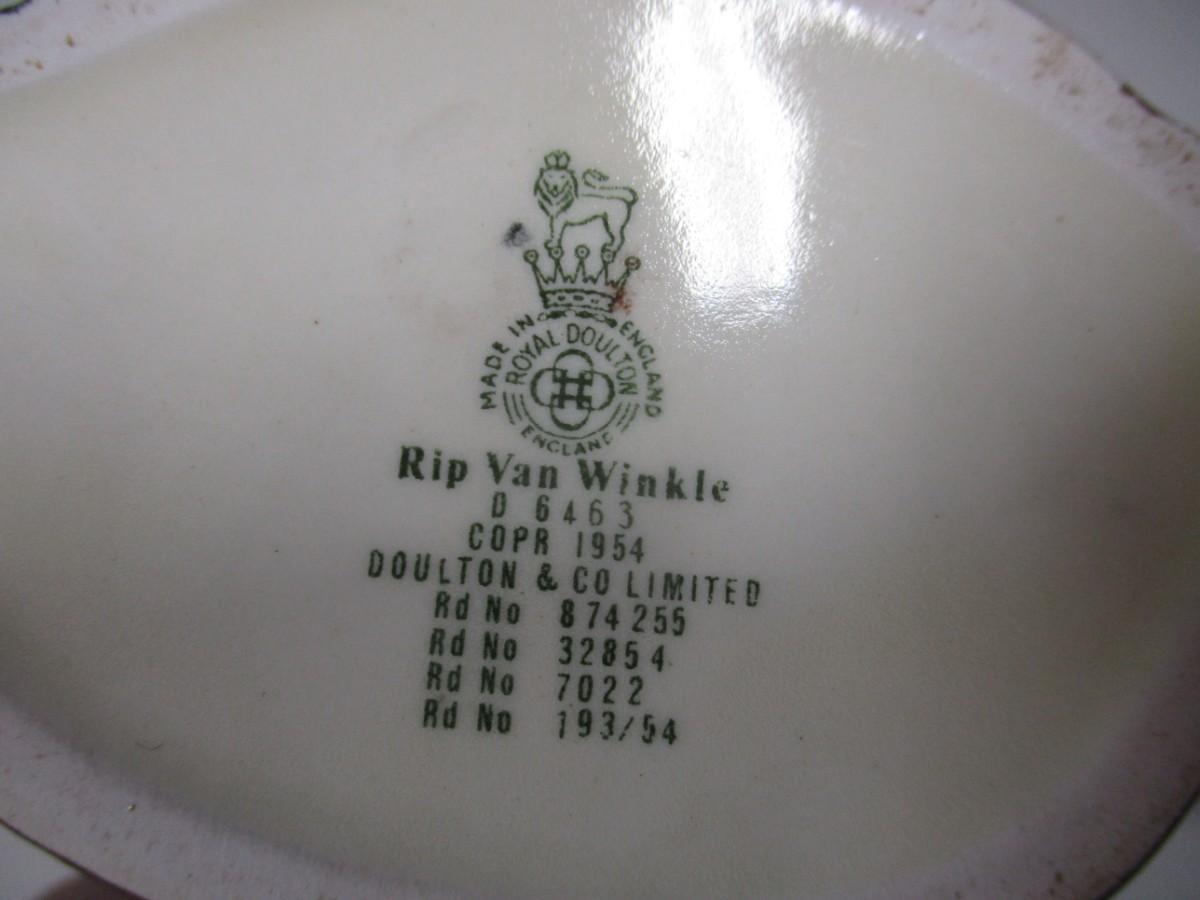 MADE IN ENGLAND
ROYAL DOULTON
ENGLAND
Rip Van Winkle
D 6463
COPR 1954
DOULTON & CO LIMITED
Rd No 874255
Rd No 32854
Rd No 7022
Rd No 193/54